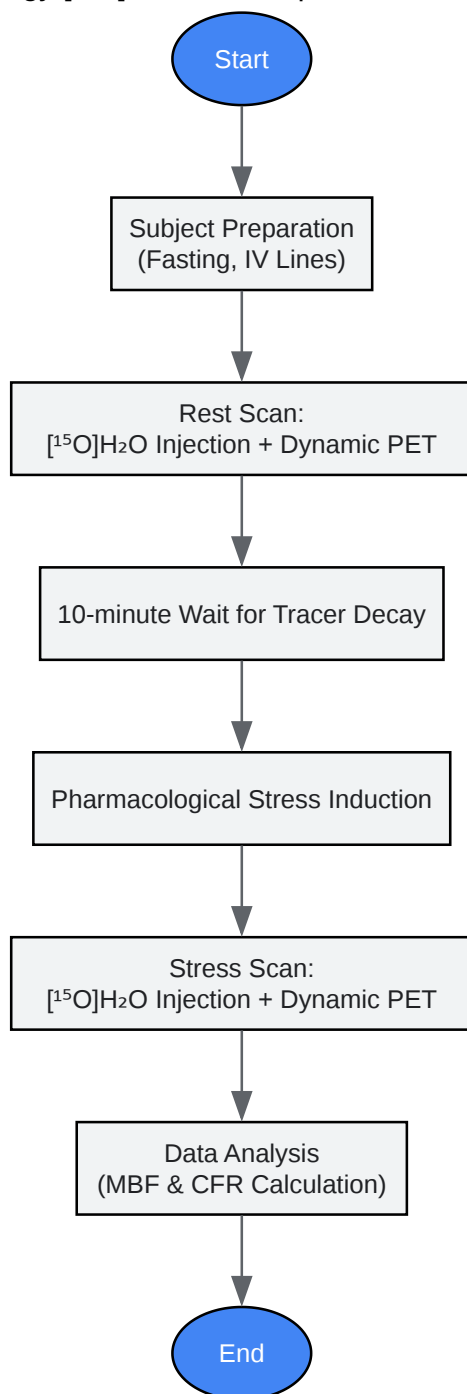 Start
Subject Preparation
(Fasting, IV Lines)
Rest Scan:
[¹⁵O]H₂O Injection + Dynamic PET
10-minute Wait for Tracer Decay
Pharmacological Stress Induction
Stress Scan:
[¹⁵O]H₂O Injection + Dynamic PET
Data Analysis
(MBF & CFR Calculation)
End